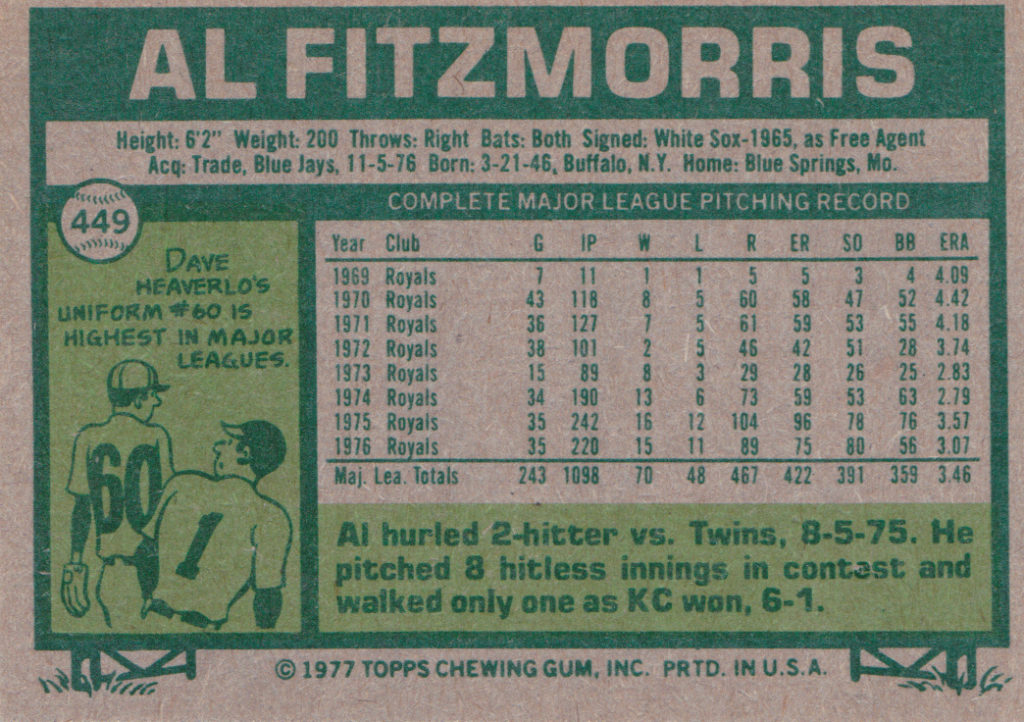 AL FITZMORRIS
Height: 6'2" Weight: 200 Throws: Right Bats: Both Signed: White Sox-1965, as Free Agent
Acq: Trade, Blue Jays, 11-5-76 Born: 3-21-46, Buffalo, N.Y. Home: Blue Springs, Mo.
449
DAVE
HEAVERLO'S
UNIFORM #60 IS
HIGHEST IN MAJOR
LEAGUES.
60
1
COMPLETE MAJOR LEAGUE PITCHING RECORD
Year Club G IP W L R ER SO BB ERA
1969 Royals 7 11 1 1 5 5 3 4 4.09
1970 Royals 43 118 8 5 60 58 47 52 4.42
1971 Royals 36 127 7 5 61 59 53 55 4.18
1972 Royals 38 101 2 5 46 42 51 28 3.74
1973 Royals 15 89 8 3 29 28 26 25 2.83
1974 Royals 34 190 13 6 73 59 53 63 2.79
1975 Royals 35 242 16 12 104 96 78 76 3.57
1976 Royals 35 220 15 11 89 75 80 56 3.07
Maj. Lea. Totals 243 1098 70 48 467 422 391 359 3.46
Al hurled 2-hitter vs. Twins, 8-5-75. He
pitched 8 hitless innings in contest and
walked only one as KC won, 6-1.
© 1977 TOPPS CHEWING GUM, INC. PRTD. IN U.S.A.